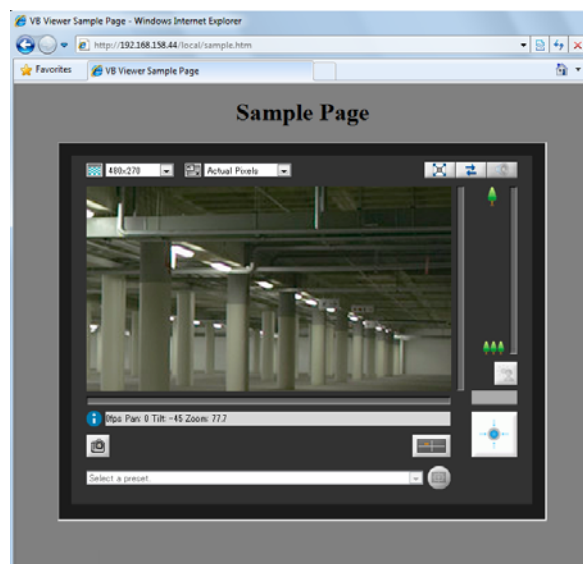 VB Viewer Sample Page - Windows Internet Explorer
http://192.168.158.44/local/sample.htm
Favorites VB Viewer Sample Page
Sample Page
480x270 Actual Pixels
0fps Pan: 0 Tilt: -45 Zoom: 77.7
Select a preset.